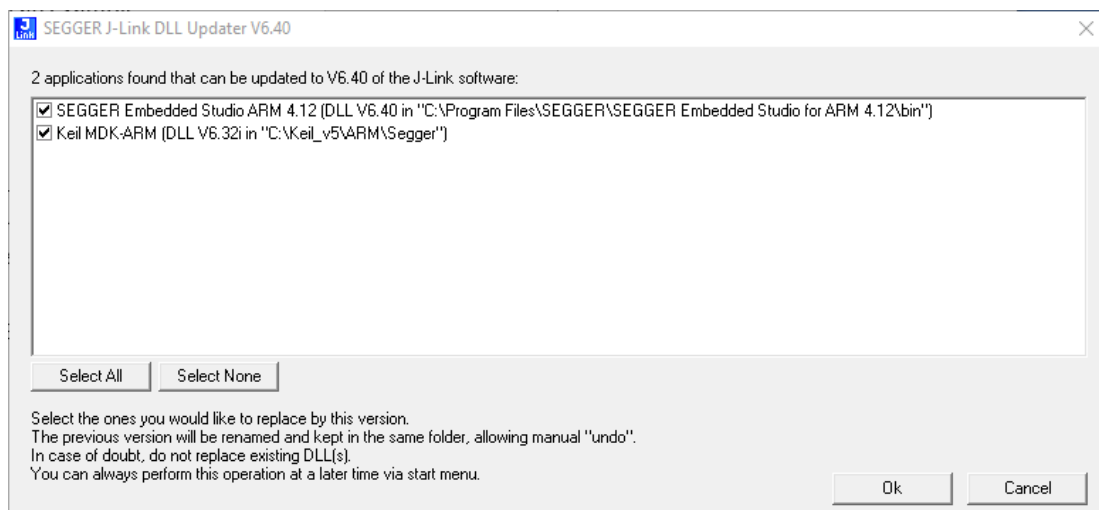 J
Link
SEGGER J-Link DLL Updater V6.40
2 applications found that can be updated to V6.40 of the J-Link software:
SEGGER Embedded Studio ARM 4.12 (DLL V6.40 in "C:\Program Files\SEGGER\SEGGER Embedded Studio for ARM 4.12\bin")
Keil MDK-ARM (DLL V6.32i in "C:\Keil_v5\ARM\Segger")
Select All
Select None
Select the ones you would like to replace by this version.
The previous version will be renamed and kept in the same folder, allowing manual "undo".
In case of doubt, do not replace existing DLL(s).
You can always perform this operation at a later time via start menu.
Ok
Cancel